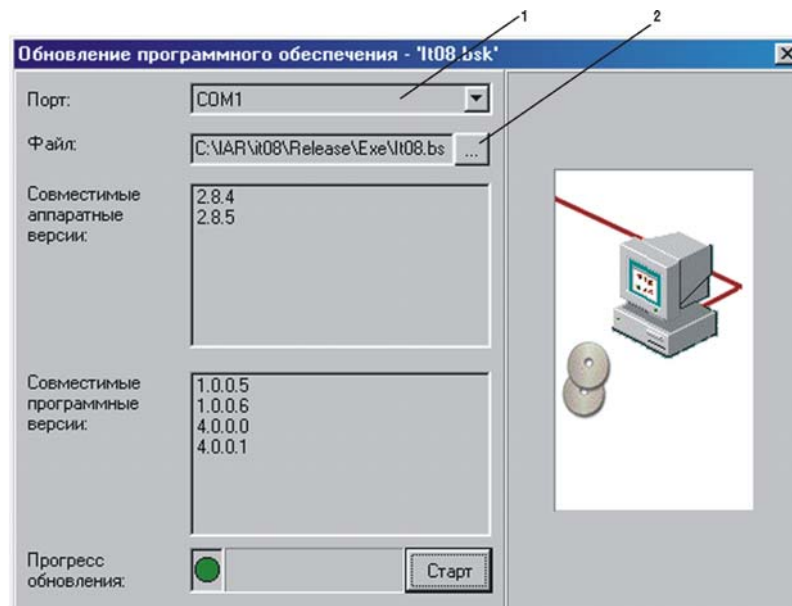 1
2
Обновление программного обеспечения - 'It08.bsk'
Порт:
COM1
Файл:
C:\IAR\it08\Release\Exe\It08.bs
...
Совместимые
аппаратные
версии:
2.8.4
2.8.5
Совместимые
программные
версии:
1.0.0.5
1.0.0.6
4.0.0.0
4.0.0.1
Прогресс
обновления:
Старт